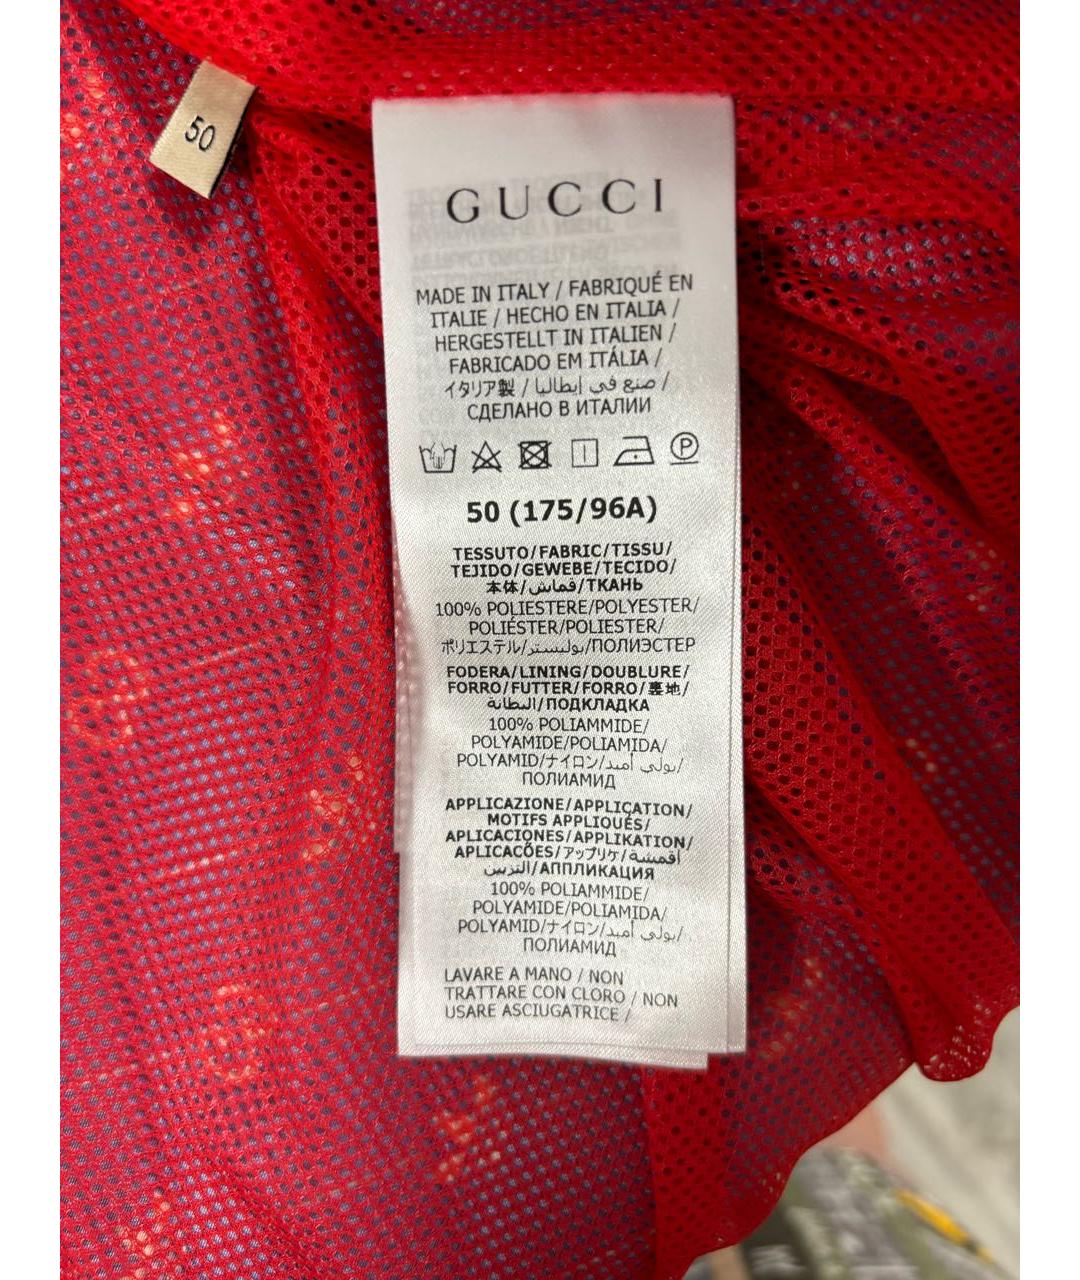 50
GUCCI
MADE IN ITALY / FABRIQUÉ EN
ITALIE / HECHO EN ITALIA /
HERGESTELLT IN ITALIEN /
FABRICADO EM ITÁLIA /
イタリア製 / صنع في إيطاليا /
СДЕЛАНО В ИТАЛИИ
P
50 (175/96A)
TESSUTO/FABRIC/TISSU/
TEJIDO/GEWEBE/TECIDO/
本体/قماش/ТКАНЬ
100% POLIESTERE/POLYESTER/
POLIÉSTER/POLIESTER/
ポリエステル/بوليستر/ПОЛИЭСТЕР
FODERA/LINING/DOUBLURE/
FORRO/FUTTER/FORRO/裏地/
البطانة/ПОДКЛАДКА
100% POLIAMMIDE/
POLYAMIDE/POLIAMIDA/
POLYAMID/ナイロン/بولي أميد/
ПОЛИАМИД
APPLICAZIONE/APPLICATION/
MOTIFS APPLIQUÉS/
APLICACIONES/APPLIKATION/
APLICAÇÕES/アップリケ/أقمشة
التزيين/АППЛИКАЦИЯ
100% POLIAMMIDE/
POLYAMIDE/POLIAMIDA/
POLYAMID/ナイロン/بولي أميد/
ПОЛИАМИД
LAVARE A MANO / NON
TRATTARE CON CLORO / NON
USARE ASCIUGATRICE /